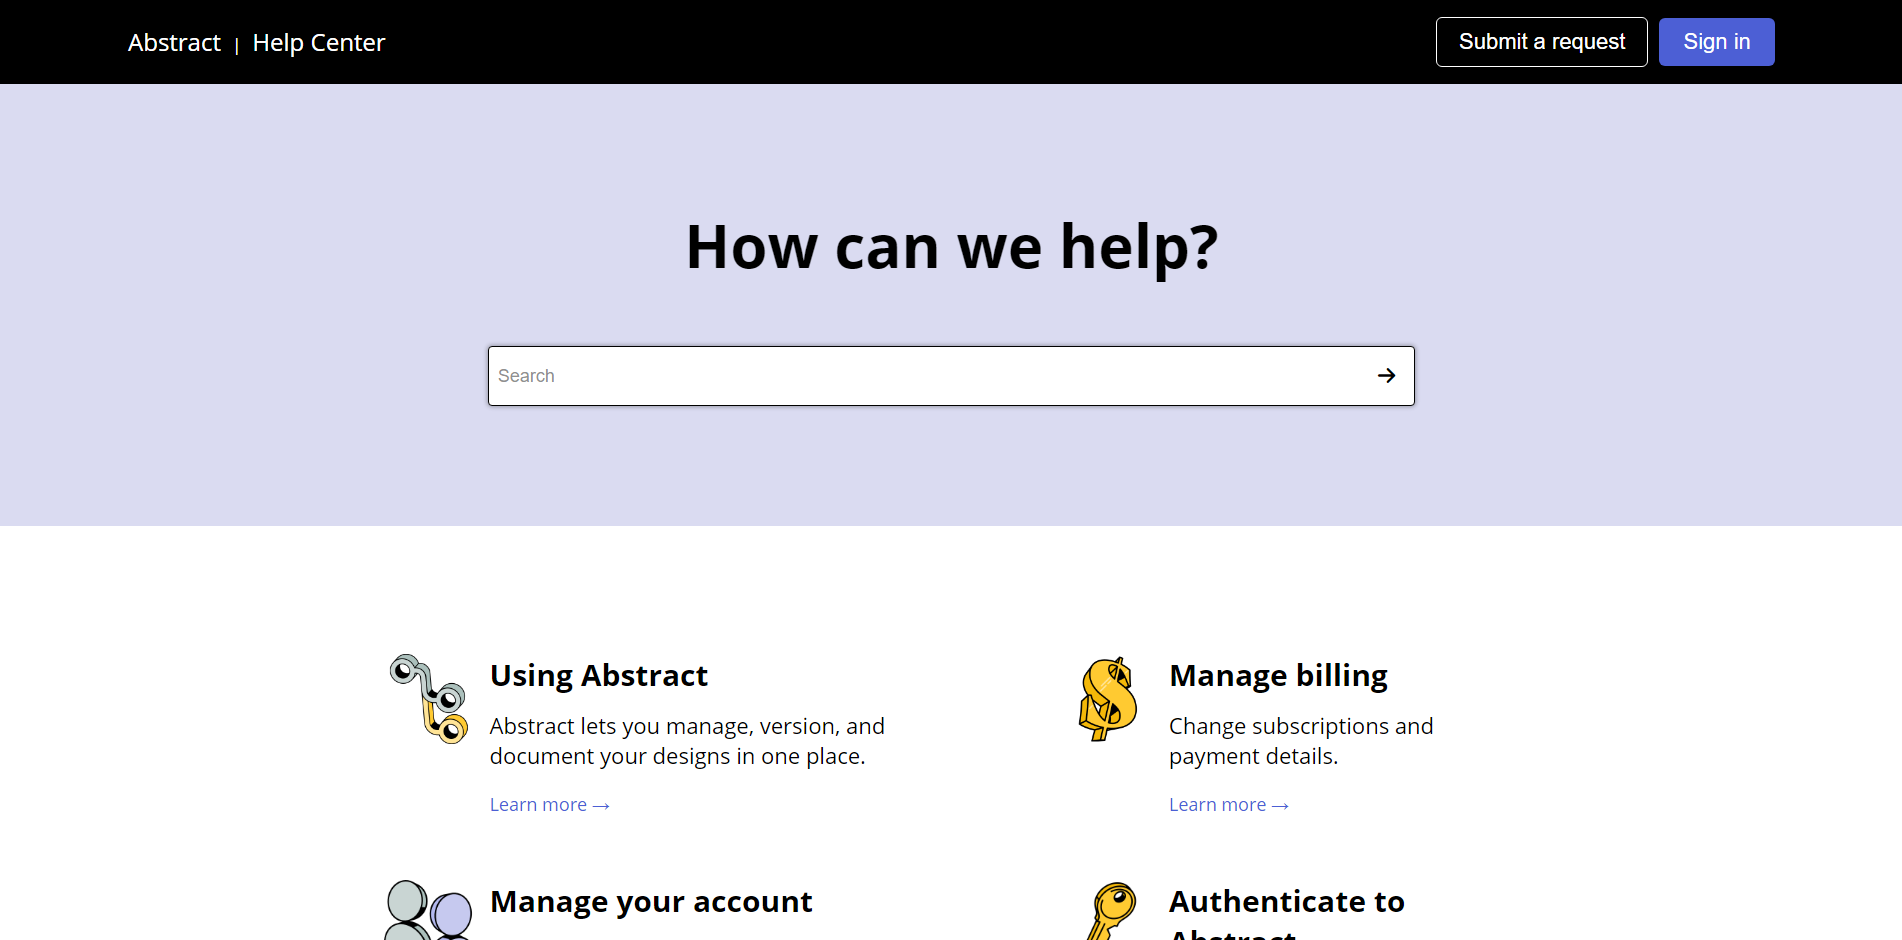 Abstract | Help Center
Submit a request
Sign in
How can we help?
Search
Using Abstract
Abstract lets you manage, version, and
document your designs in one place.
Learn more →
Manage billing
Change subscriptions and
payment details.
Learn more →
Manage your account
Authenticate to
Abstract